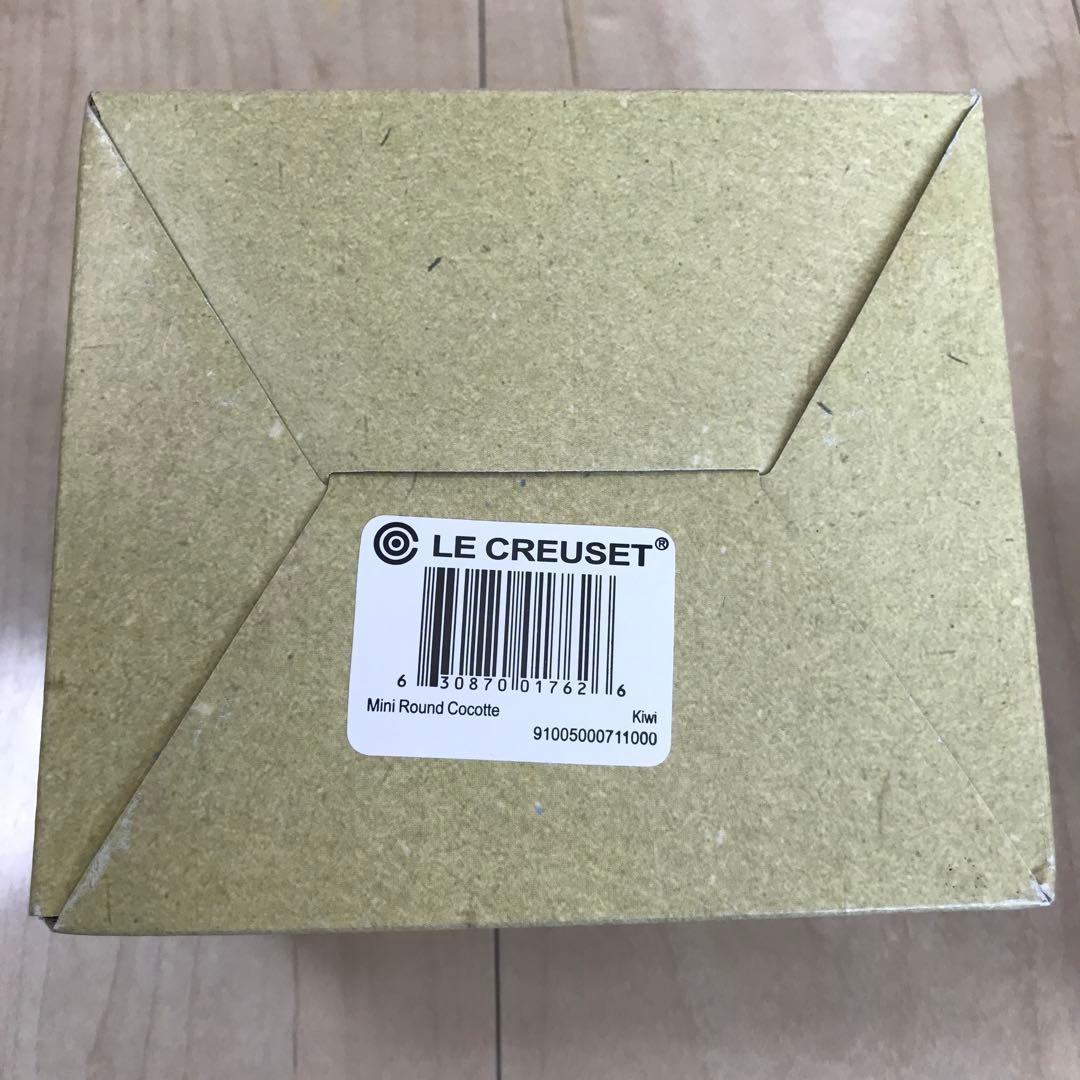 LE CREUSET®
6 30870 01762 6
Mini Round Cocotte
Kiwi
91005000711000